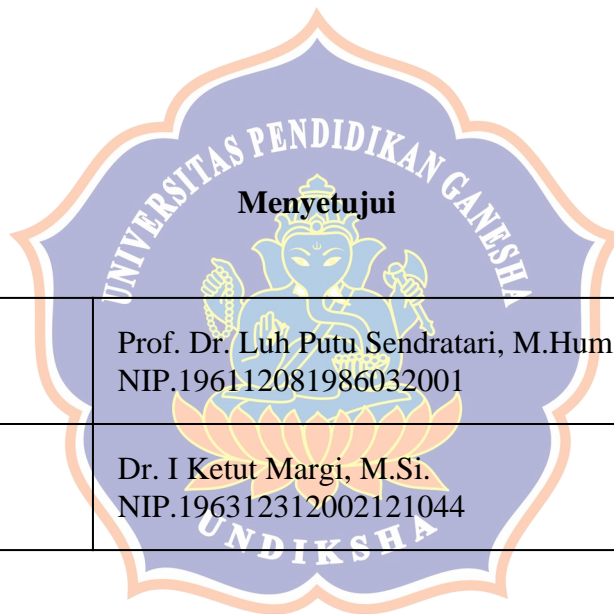 UNIVERSITAS PENDIDIKAN GANESHA
Menyetujui
Prof. Dr. Luh Putu Sendratari, M.Hum
NIP.196112081986032001
Dr. I Ketut Margi, M.Si.
NIP.196312312002121044
UNDIKSHA